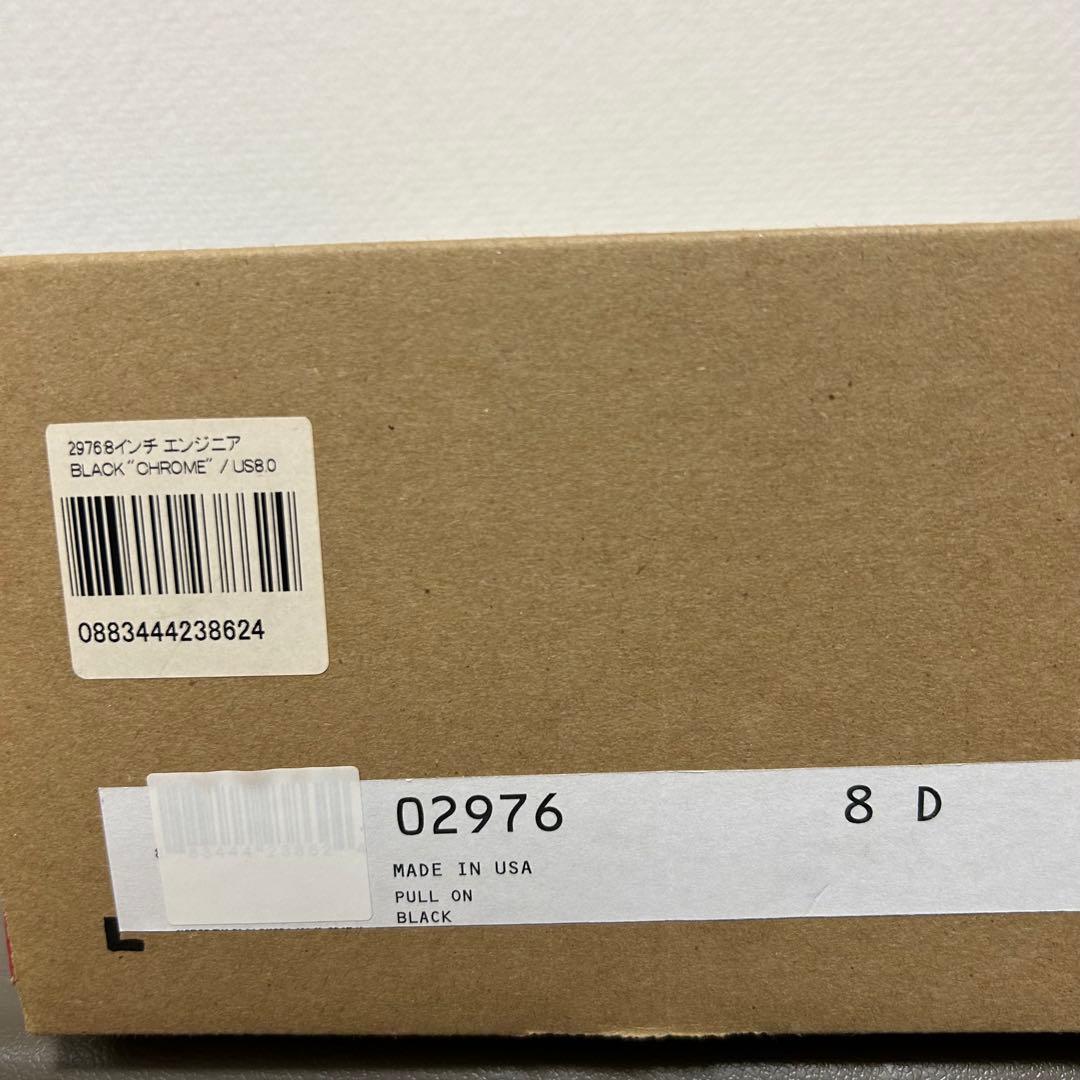 2976 8インチ エンジニア
BLACK "CHROME" / US8.0
0883444238624
02976
8 D
MADE IN USA
PULL ON
BLACK